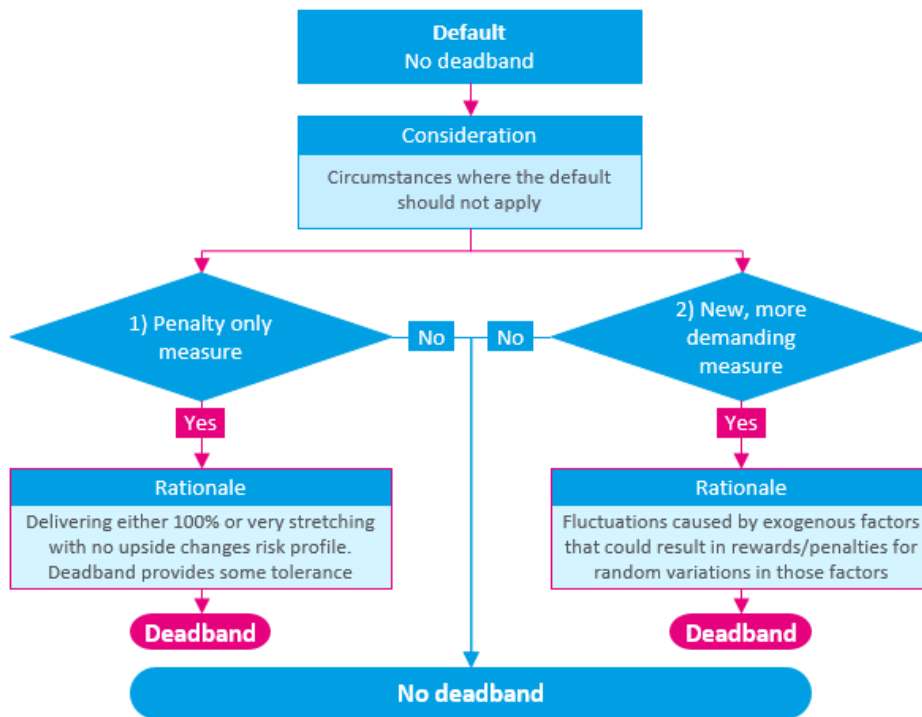 Default
No deadband
Consideration
Circumstances where the default
should not apply
1) Penalty only
measure
No
No
2) New, more
demanding
measure
Yes
Yes
Rationale
Delivering either 100% or very stretching
with no upside changes risk profile.
Deadband provides some tolerance
Rationale
Fluctuations caused by exogenous factors
that could result in rewards/penalties for
random variations in those factors
Deadband
Deadband
No deadband